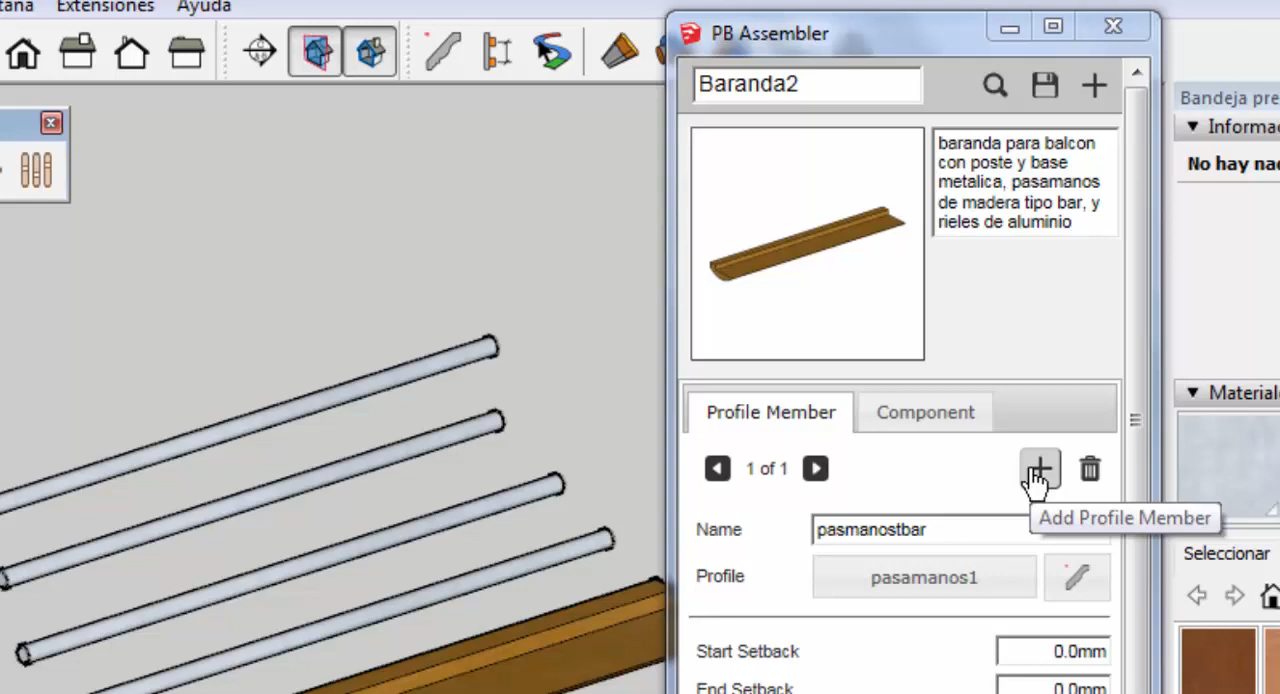 Extensiones
Ayuda
PB Assembler
Baranda2
baranda para balcon
con poste y base
metalica, pasamanos
de madera tipo bar, y
rieles de aluminio
Bandeja pre
Informac
No hay nad
Profile Member
Component
1 of 1
Add Profile Member
Name
pasmanostbar
Profile
pasamanos1
Start Setback
0.0mm
End Setback
0.0mm
Materiale
Seleccionar